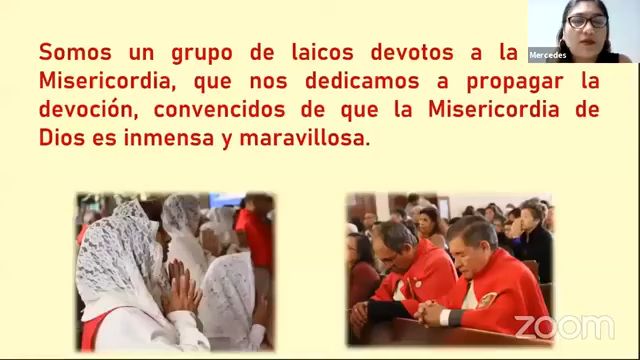 Somos un grupo de laicos devotos a la
Misericordia, que nos dedicamos a propagar la
devoción, convencidos de que la Misericordia de
Dios es inmensa y maravillosa.
Mercedes
zoom